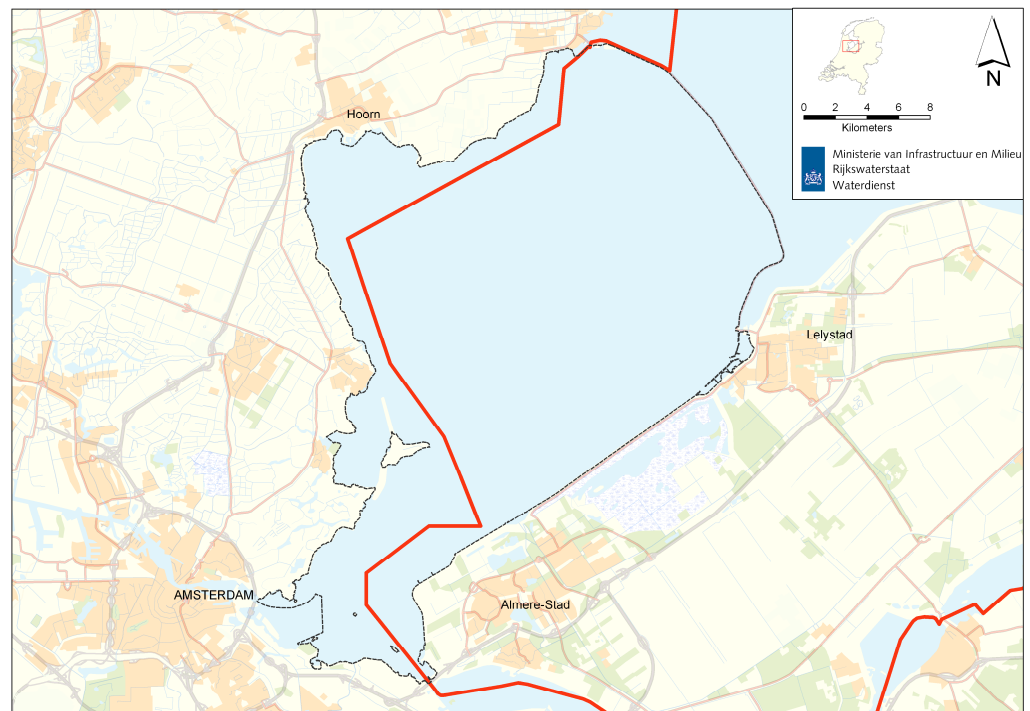 Hoorn
Lelystad
AMSTERDAM
Almere-Stad
N
0 2 4 6 8
Kilometers
Ministerie van Infrastructuur en Milieu
Rijkswaterstaat
Waterdienst